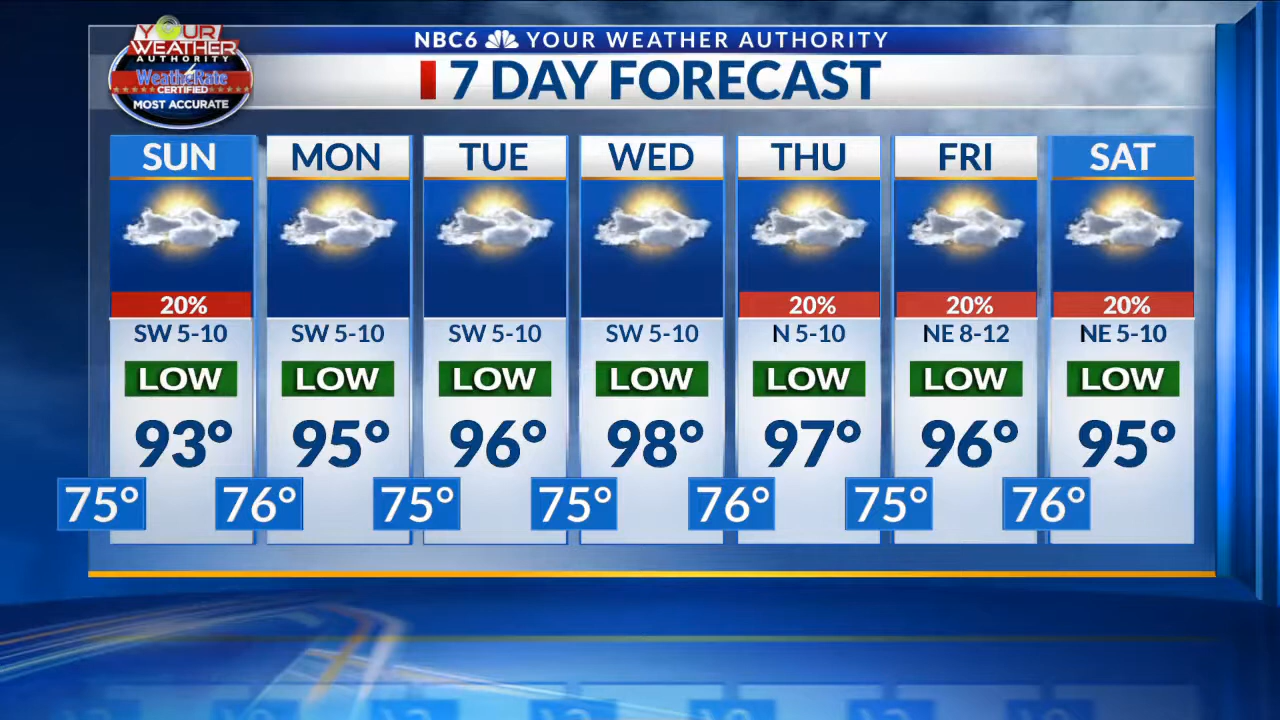 YOUR
WEATHER
AUTHORITY
WeatheRate
CERTIFIED
MOST ACCURATE
NBC6 YOUR WEATHER AUTHORITY
7 DAY FORECAST
SUN MON TUE WED THU FRI SAT
20% 20% 20% 20%
SW 5-10 SW 5-10 SW 5-10 SW 5-10 N 5-10 NE 8-12 NE 5-10
LOW LOW LOW LOW LOW LOW LOW
93° 95° 96° 98° 97° 96° 95°
75° 76° 75° 75° 76° 75° 76°